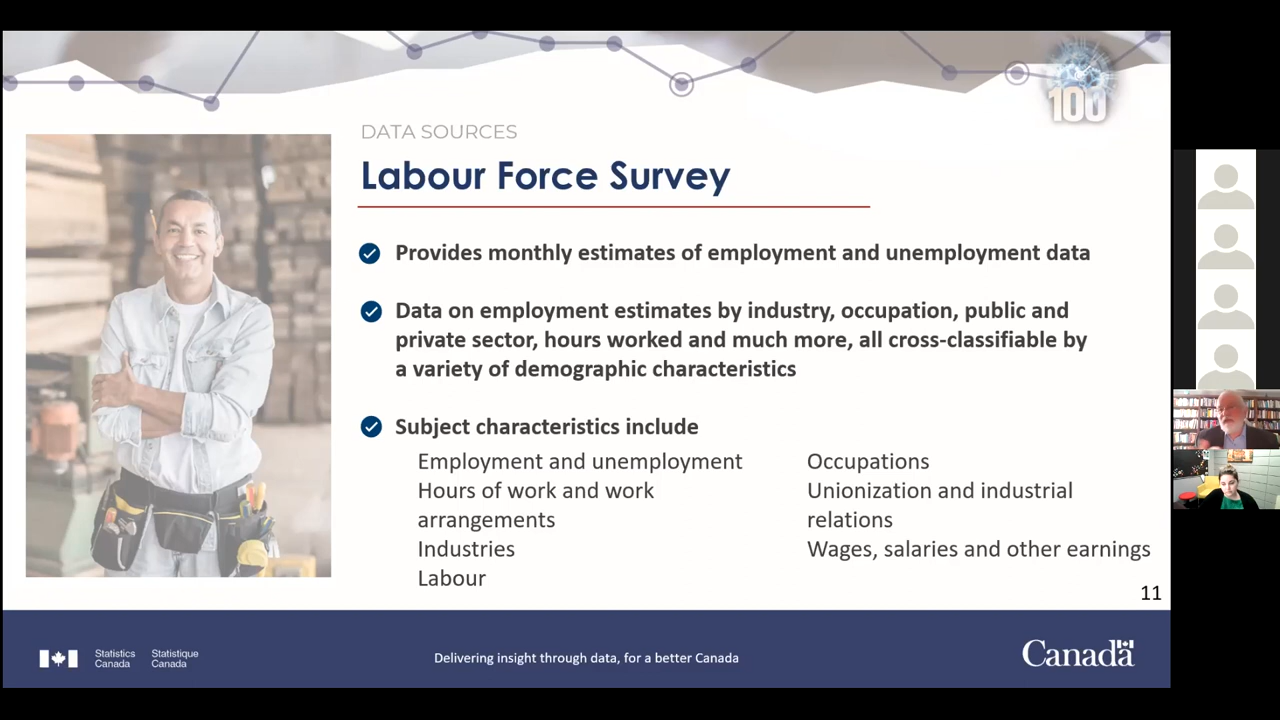 100
DATA SOURCES
Labour Force Survey
Provides monthly estimates of employment and unemployment data
Data on employment estimates by industry, occupation, public and
private sector, hours worked and much more, all cross-classifiable by
a variety of demographic characteristics
Subject characteristics include
Employment and unemployment
Hours of work and work
arrangements
Industries
Labour
Occupations
Unionization and industrial
relations
Wages, salaries and other earnings
11
Statistics
Canada
Statistique
Canada
Delivering insight through data, for a better Canada
Canada